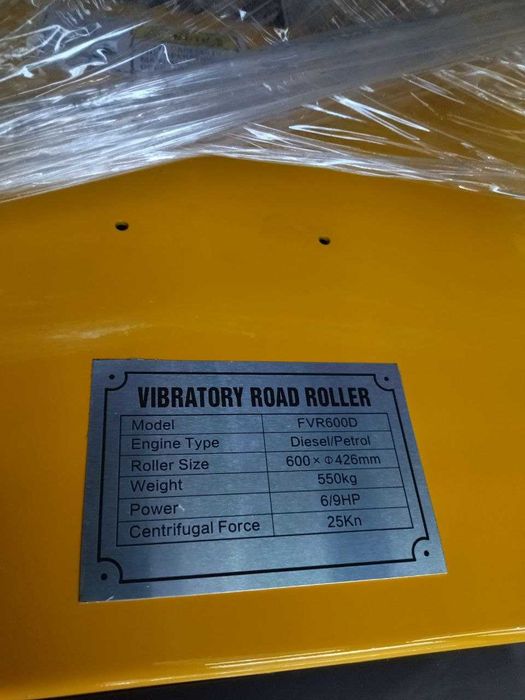 VIBRATORY ROAD ROLLER
Model FVR600D
Engine Type Diesel/Petrol
Roller Size 600×Φ426mm
Weight 550kg
Power 6/9HP
Centrifugal Force 25Kn